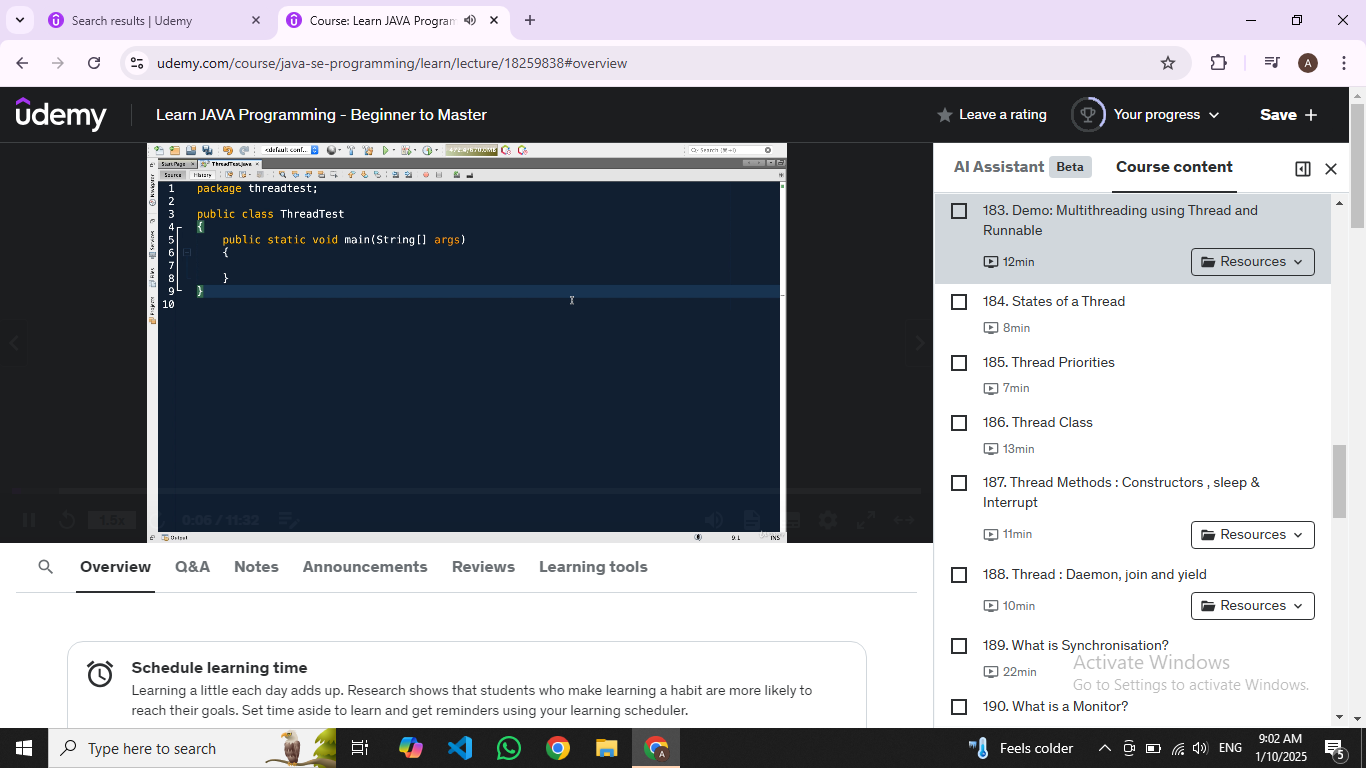 Search results | Udemy
Course: Learn JAVA Program
udemy.com/course/java-se-programming/learn/lecture/18259838#overview
A
ûdemy
Learn JAVA Programming - Beginner to Master
Leave a rating
Your progress
Save +
<default conf...
Search (⌘+I)
Start Page
ThreadTest.java
Source
History
1 package threadtest;
2
3 public class ThreadTest
4 {
5 public static void main(String[] args)
6 {
7
8 }
9 }
10
Navigator
Services
Files
Projects
Output
9:1
INS
1.5x
0:06 / 11:32
AI Assistant
Beta
Course content
183. Demo: Multithreading using Thread and
Runnable
12min
Resources
184. States of a Thread
8min
185. Thread Priorities
7min
186. Thread Class
13min
187. Thread Methods : Constructors , sleep &
Interrupt
11min
Resources
188. Thread : Daemon, join and yield
10min
Resources
189. What is Synchronisation?
22min
190. What is a Monitor?
Activate Windows
Go to Settings to activate Windows.
Overview
Q&A
Notes
Announcements
Reviews
Learning tools
Schedule learning time
Learning a little each day adds up. Research shows that students who make learning a habit are more likely to
reach their goals. Set time aside to learn and get reminders using your learning scheduler.
Type here to search
Feels colder
ENG
9:02 AM
1/10/2025
5